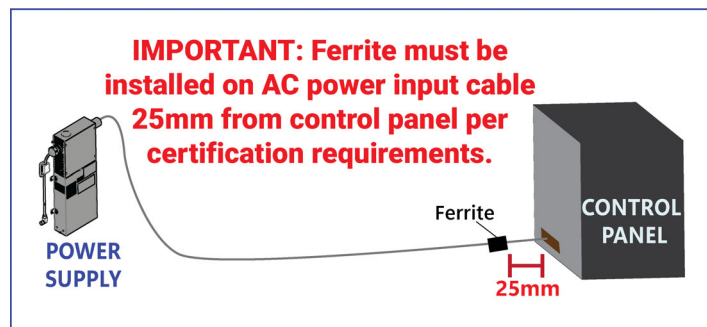 IMPORTANT: Ferrite must be
installed on AC power input cable
25mm from control panel per
certification requirements.
Ferrite
CONTROL
PANEL
POWER
SUPPLY
25mm